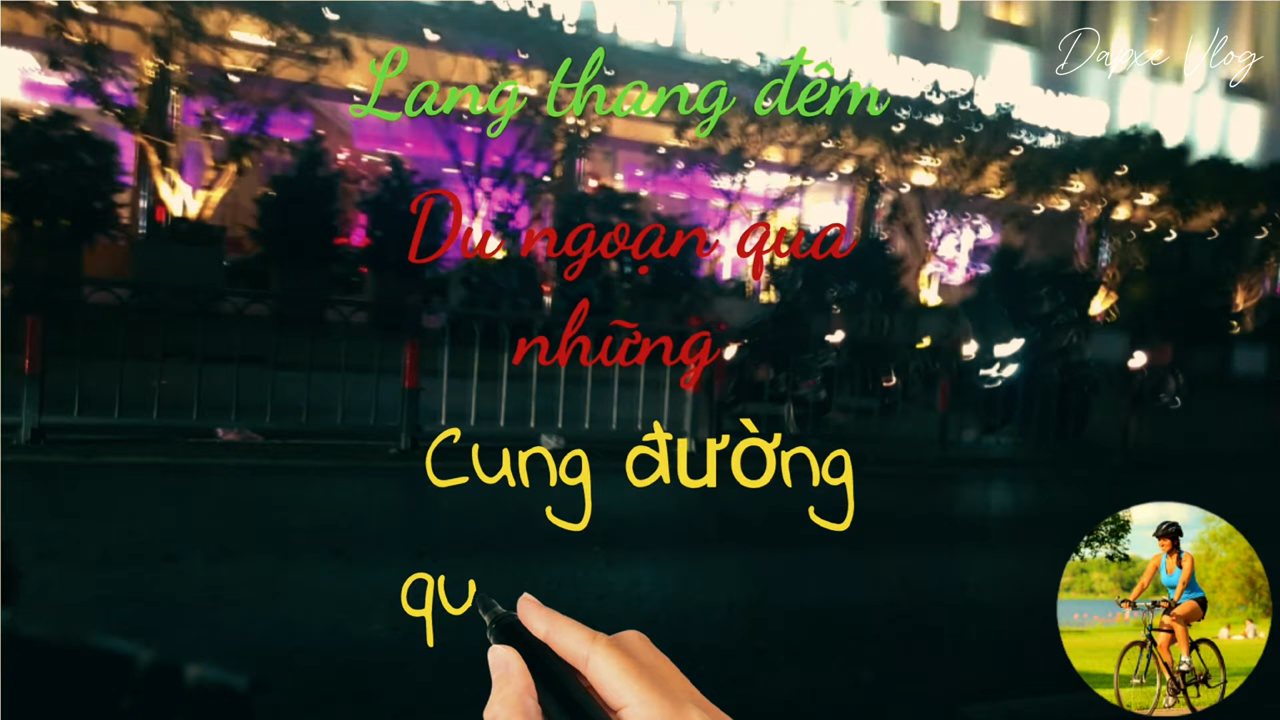 Dapxe Vlog
Lang thang đêm
Du ngoạn qua
những
Cung đường
qu